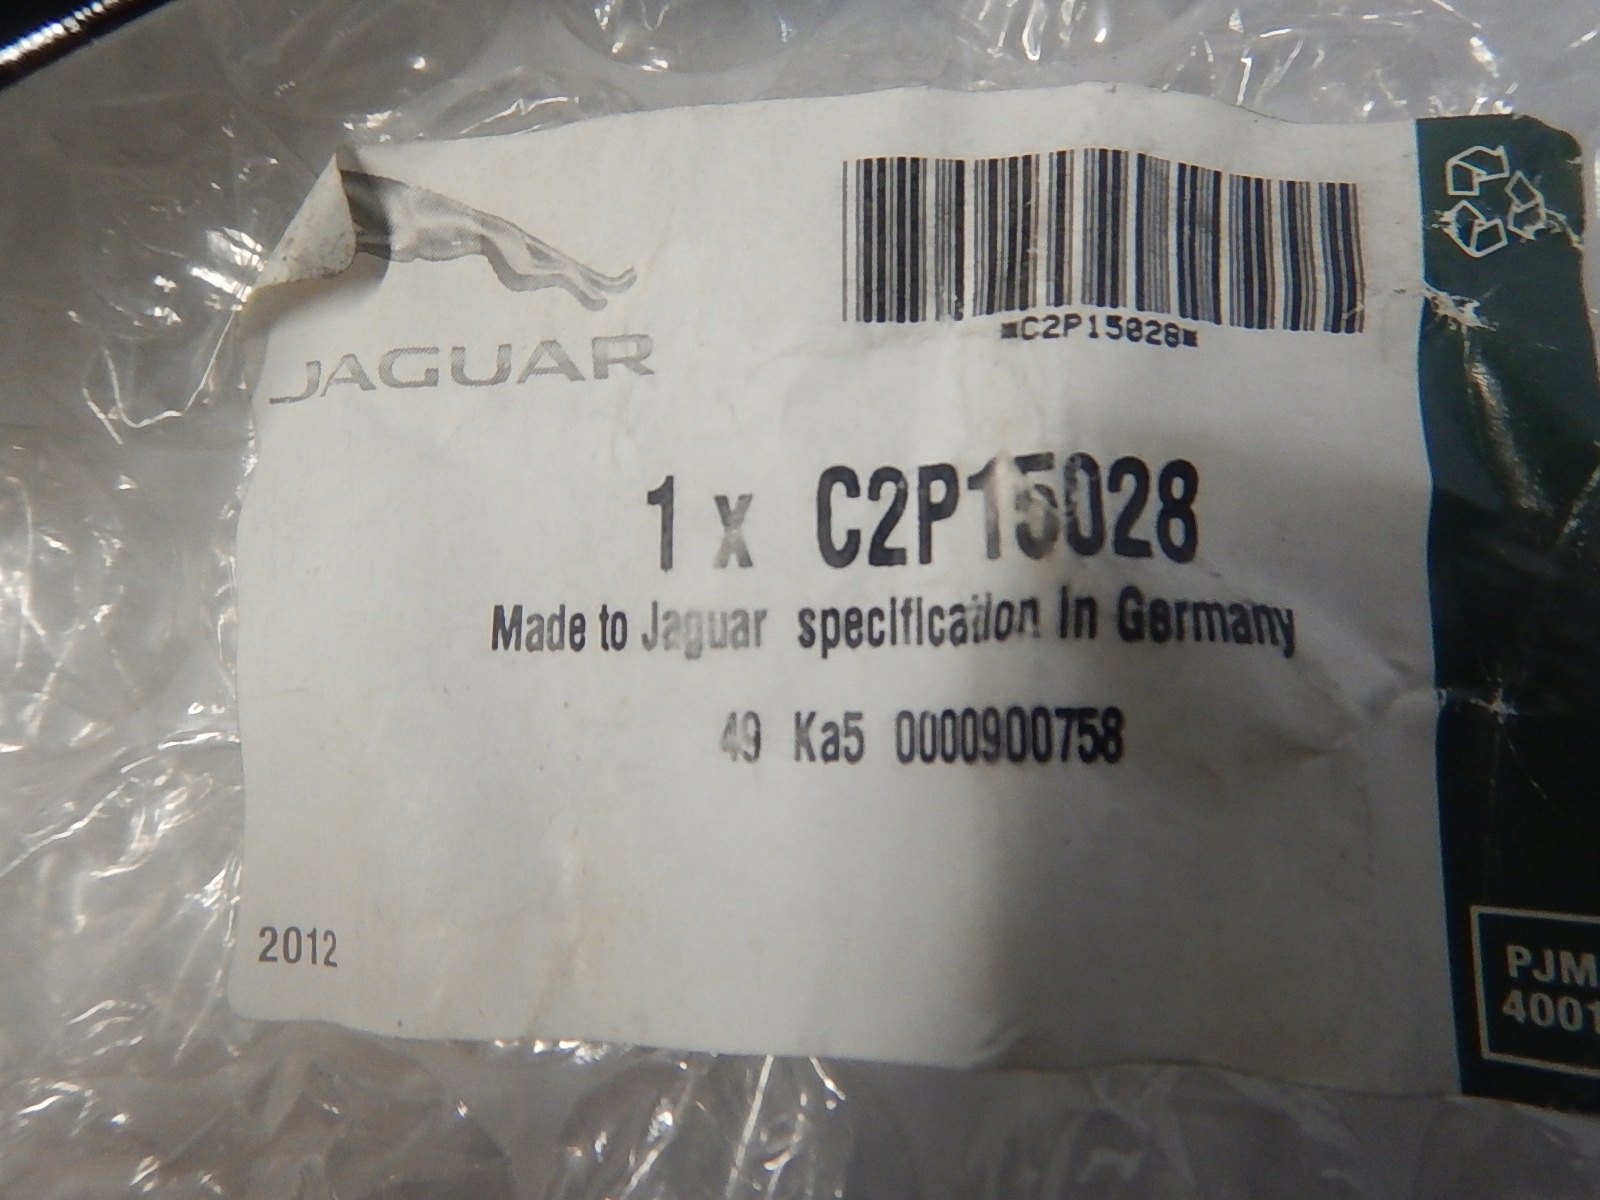 JAGUAR
*C2P15028*
1 x C2P15028
Made to Jaguar specification in Germany
49 Ka5 0000900758
2012
PJM
4001